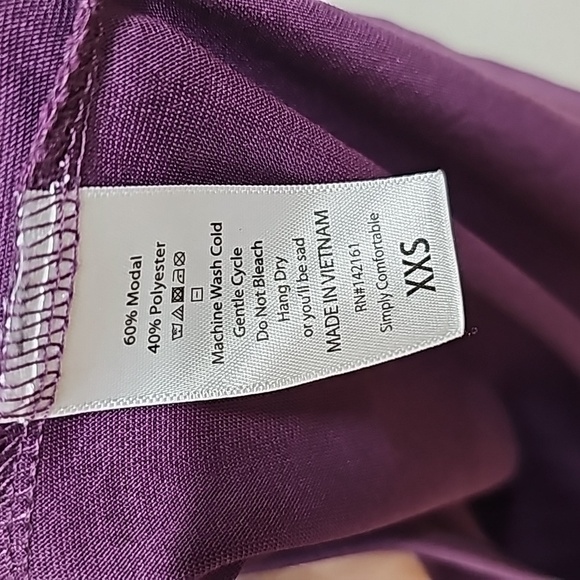 60% Modal
40% Polyester
Machine Wash Cold
Gentle Cycle
Do Not Bleach
Hang Dry
or you'll be sad
MADE IN VIETNAM
RN#142161
Simply Comfortable
XXS